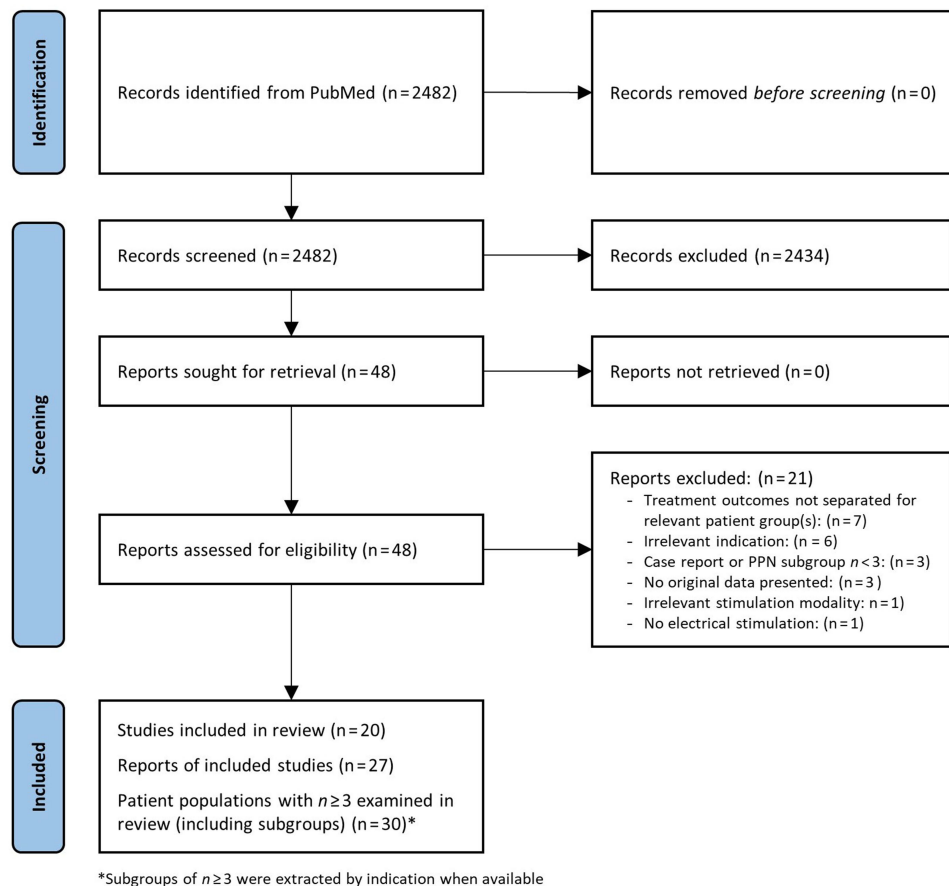 Identification
Records identified from PubMed (n=2482)
Records removed before screening (n=0)
Screening
Records screened (n=2482)
Records excluded (n=2434)
Reports sought for retrieval (n=48)
Reports not retrieved (n=0)
Reports assessed for eligibility (n=48)
Reports excluded: (n=21)
- Treatment outcomes not separated for
relevant patient group(s): (n=7)
- Irrelevant indication: (n=6)
- Case report or PPN subgroup n<3: (n=3)
- No original data presented: (n=3)
- Irrelevant stimulation modality: n=1)
- No electrical stimulation: (n=1)
Included
Studies included in review (n=20)
Reports of included studies (n=27)
Patient populations with n≥3 examined in
review (including subgroups) (n=30)*
*Subgroups of n≥3 were extracted by indication when available